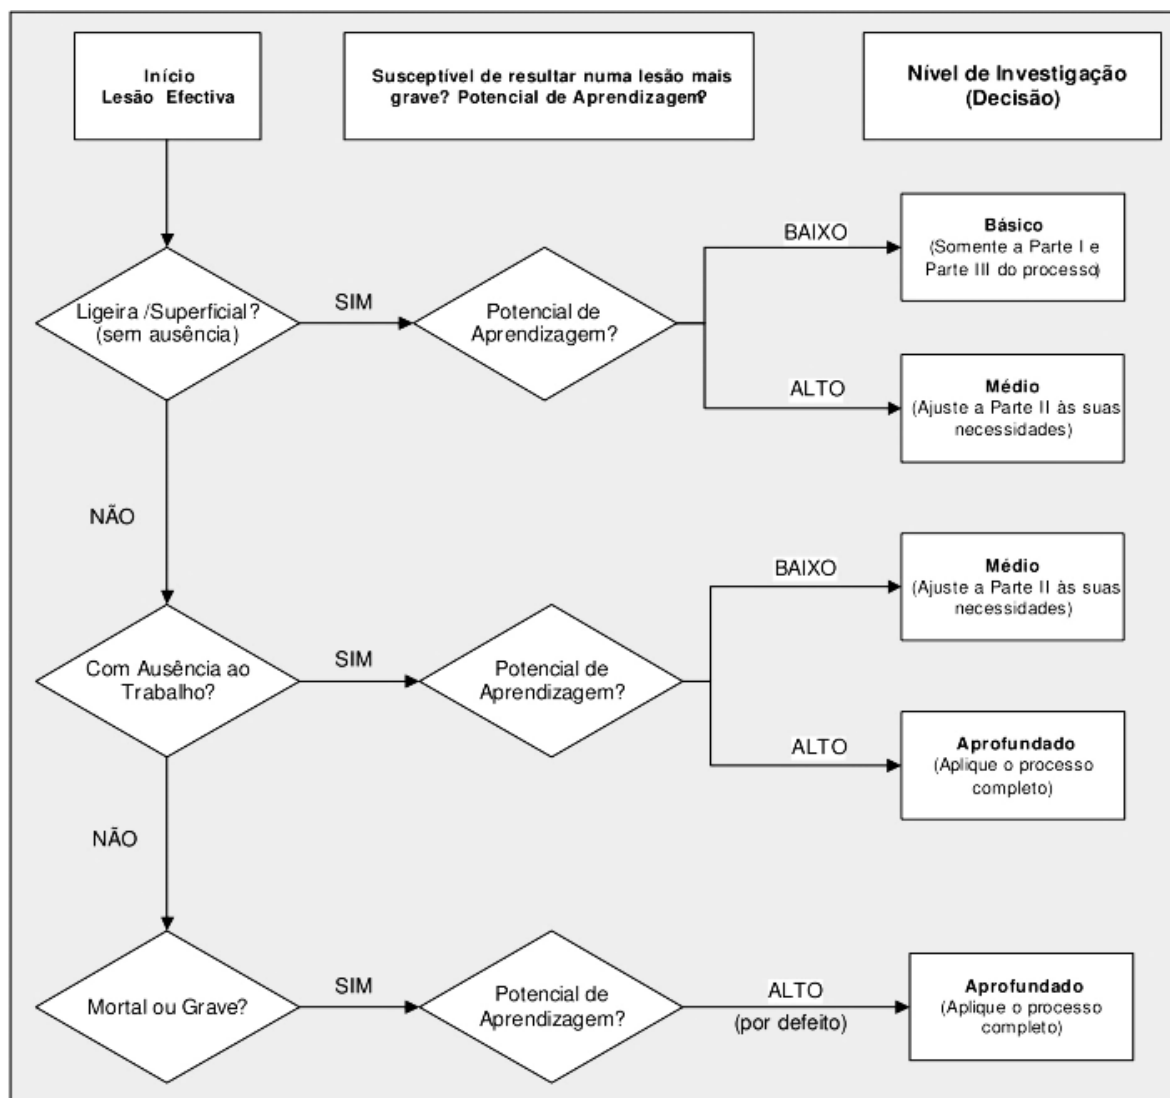 Início
Lesão Efectiva
Susceptível de resultar numa lesão mais
grave? Potencial de Aprendizagem?
Nível de Investigação
(Decisão)
Ligeira /Superficial?
(sem ausência)
SIM
Potencial de
Aprendizagem?
BAIXO
Básico
(Somente a Parte I e
Parte III do processo)
ALTO
Médio
(Ajuste a Parte II às suas
necessidades)
NÃO
Com Ausência ao
Trabalho?
SIM
Potencial de
Aprendizagem?
BAIXO
Médio
(Ajuste a Parte II às suas
necessidades)
ALTO
Aprofundado
(Aplique o processo
completo)
NÃO
Mortal ou Grave?
SIM
Potencial de
Aprendizagem?
ALTO
(por defeito)
Aprofundado
(Aplique o processo
completo)